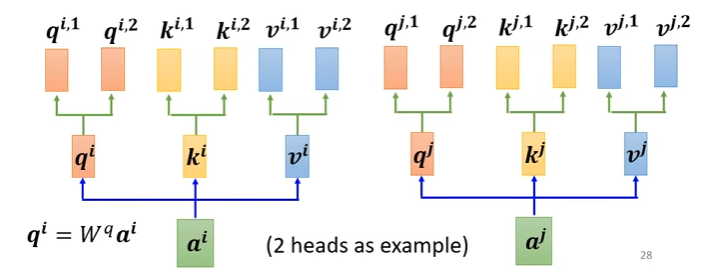 q^{i,1} q^{i,2} k^{i,1} k^{i,2} v^{i,1} v^{i,2} q^{j,1} q^{j,2} k^{j,1} k^{j,2} v^{j,1} v^{j,2}
q^i k^i v^i q^j k^j v^j
q^i = W^q a^i a^i (2 heads as example) a^j
28